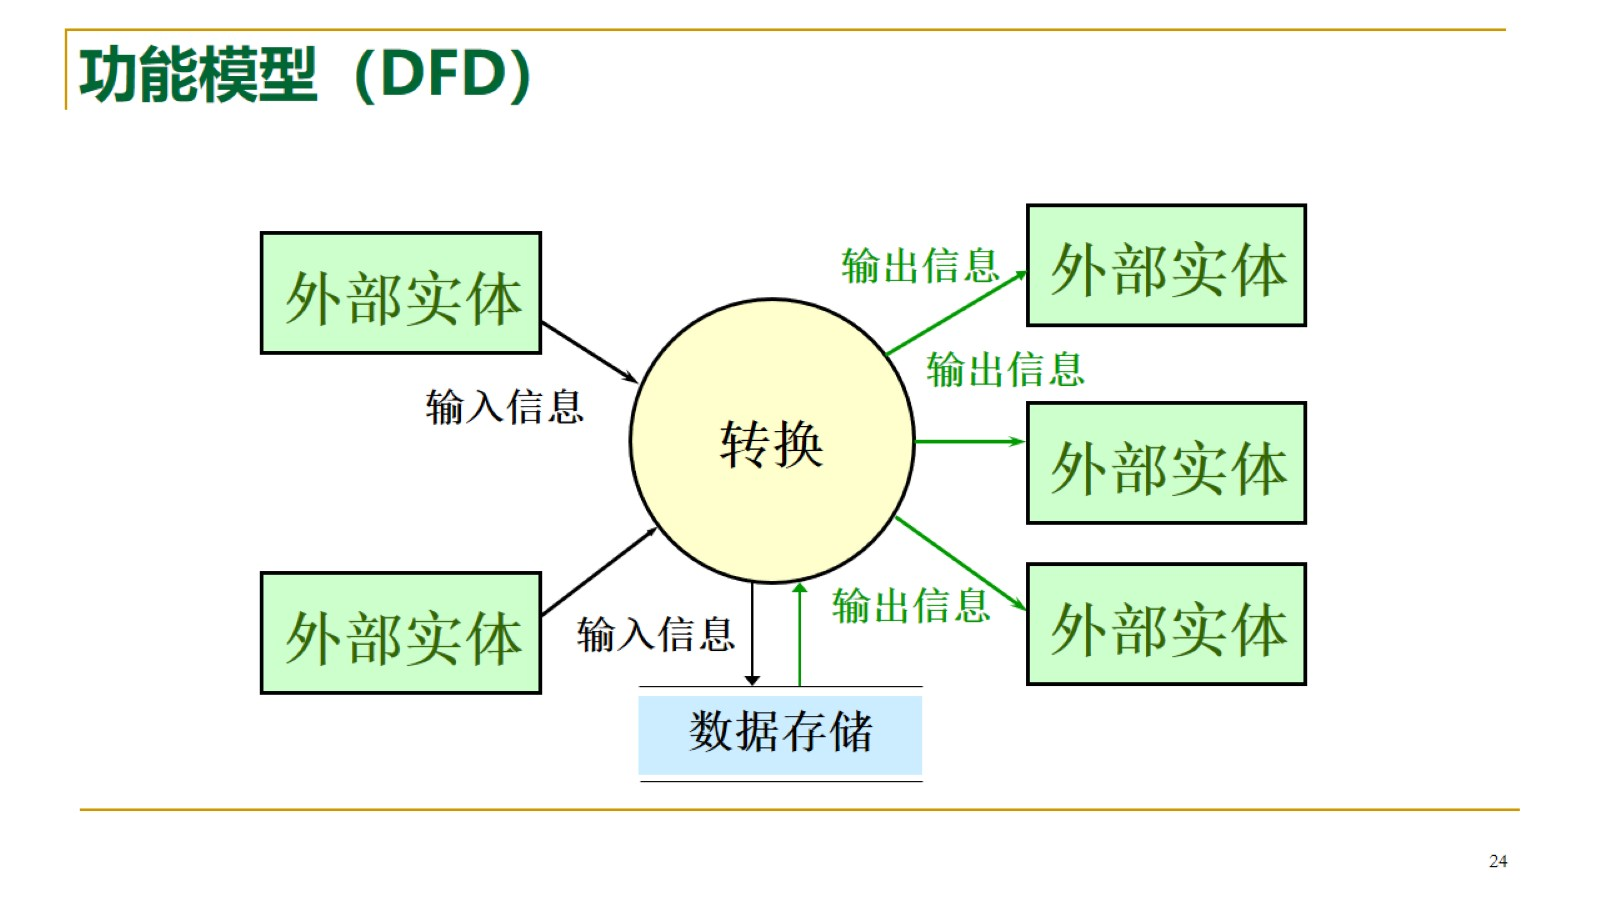 功能模型（DFD）
外部实体
输出信息
外部实体
输出信息
输入信息
转换
外部实体
外部实体
输入信息
输出信息
外部实体
数据存储
24